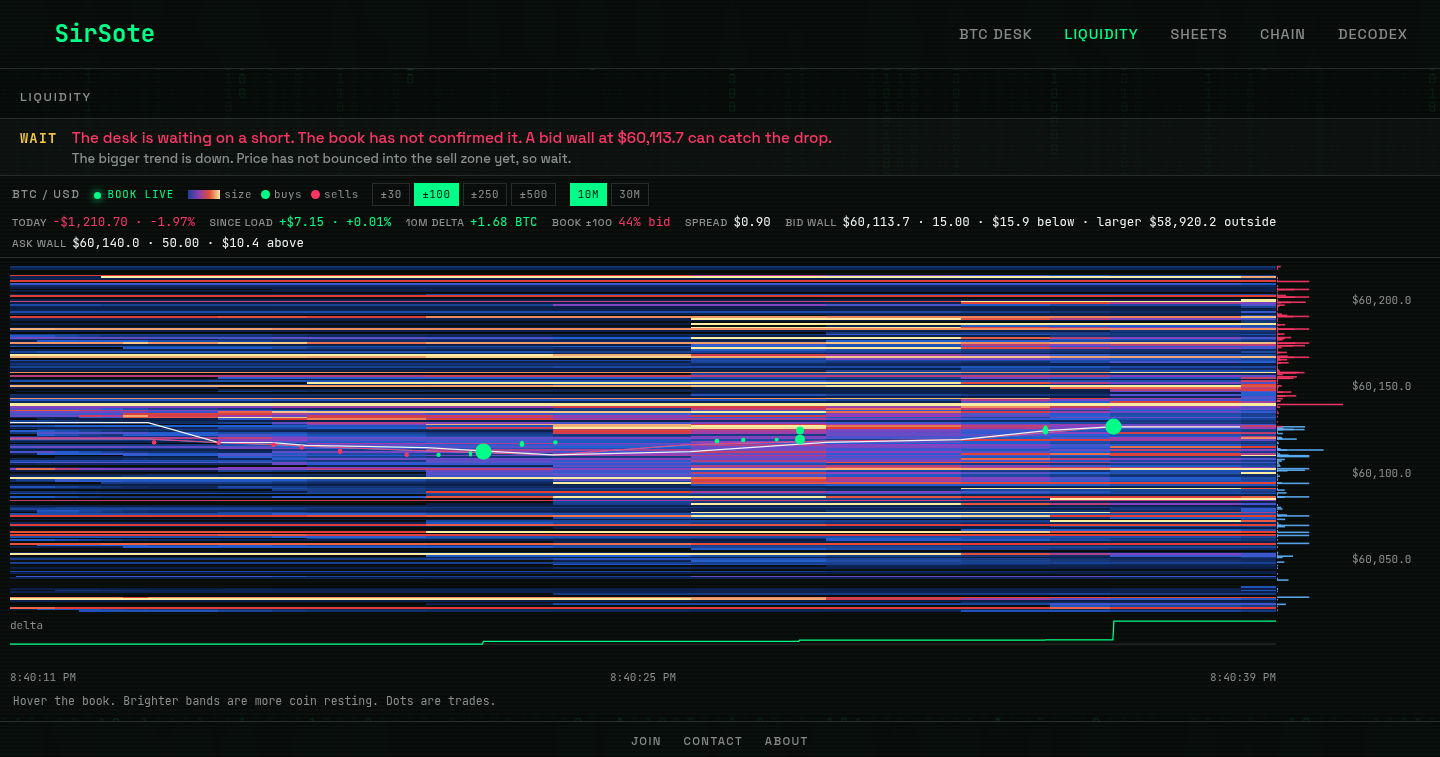 SirSote
BTC DESK LIQUIDITY SHEETS CHAIN DECODEX
LIQUIDITY
WAIT The desk is waiting on a short. The book has not confirmed it. A bid wall at $60,113.7 can catch the drop.
The bigger trend is down. Price has not bounced into the sell zone yet, so wait.
BTC / USD BOOK LIVE size buys sells ±30 ±100 ±250 ±500 10M 30M
TODAY -$1,210.70 · -1.97% SINCE LOAD +$7.15 · +0.01% 10M DELTA +1.68 BTC BOOK ±100 44% bid SPREAD $0.90 BID WALL $60,113.7 · 15.00 · $15.9 below · larger $58,920.2 outside
ASK WALL $60,140.0 · 50.00 · $10.4 above
$60,200.0
$60,150.0
$60,100.0
$60,050.0
delta
8:40:11 PM 8:40:25 PM 8:40:39 PM
Hover the book. Brighter bands are more coin resting. Dots are trades.
JOIN CONTACT ABOUT